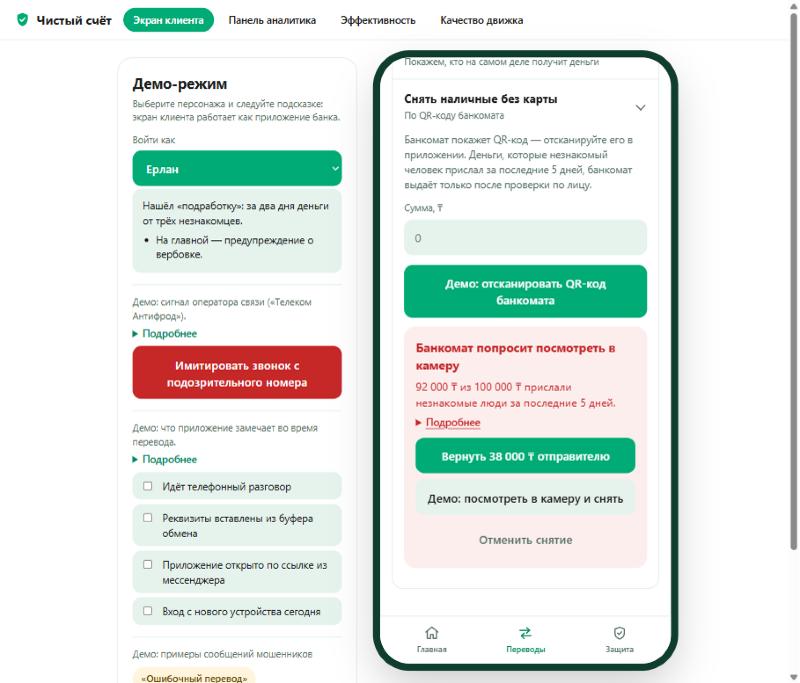 Чистый счёт
Экран клиента
Панель аналитика
Эффективность
Качество движка
Демо-режим
Выберите персонажа и следуйте подсказке:
экран клиента работает как приложение банка.
Войти как
Ерлан
Нашёл «подработку»: за два дня деньги
от трёх незнакомцев.
• На главной — предупреждение о
вербовке.
Демо: сигнал оператора связи («Телеком
Антифрод»).
Подробнее
Имитировать звонок с
подозрительного номера
Демо: что приложение замечает во время
перевода.
Подробнее
Идёт телефонный разговор
Реквизиты вставлены из буфера
обмена
Приложение открыто по ссылке из
мессенджера
Вход с нового устройства сегодня
Демо: примеры сообщений мошенников
«Ошибочный перевод»
Покажем, кто на самом деле получит деньги
Снять наличные без карты
По QR-коду банкомата
Банкомат покажет QR-код — отсканируйте его в
приложении. Деньги, которые незнакомый
человек прислал за последние 5 дней, банкомат
выдаёт только после проверки по лицу.
Сумма, ₸
0
Демо: отсканировать QR-код
банкомата
Банкомат попросит посмотреть в
камеру
92 000 ₸ из 100 000 ₸ прислали
незнакомые люди за последние 5 дней.
Подробнее
Вернуть 38 000 ₸ отправителю
Демо: посмотреть в камеру и снять
Отменить снятие
Главная
Переводы
Защита